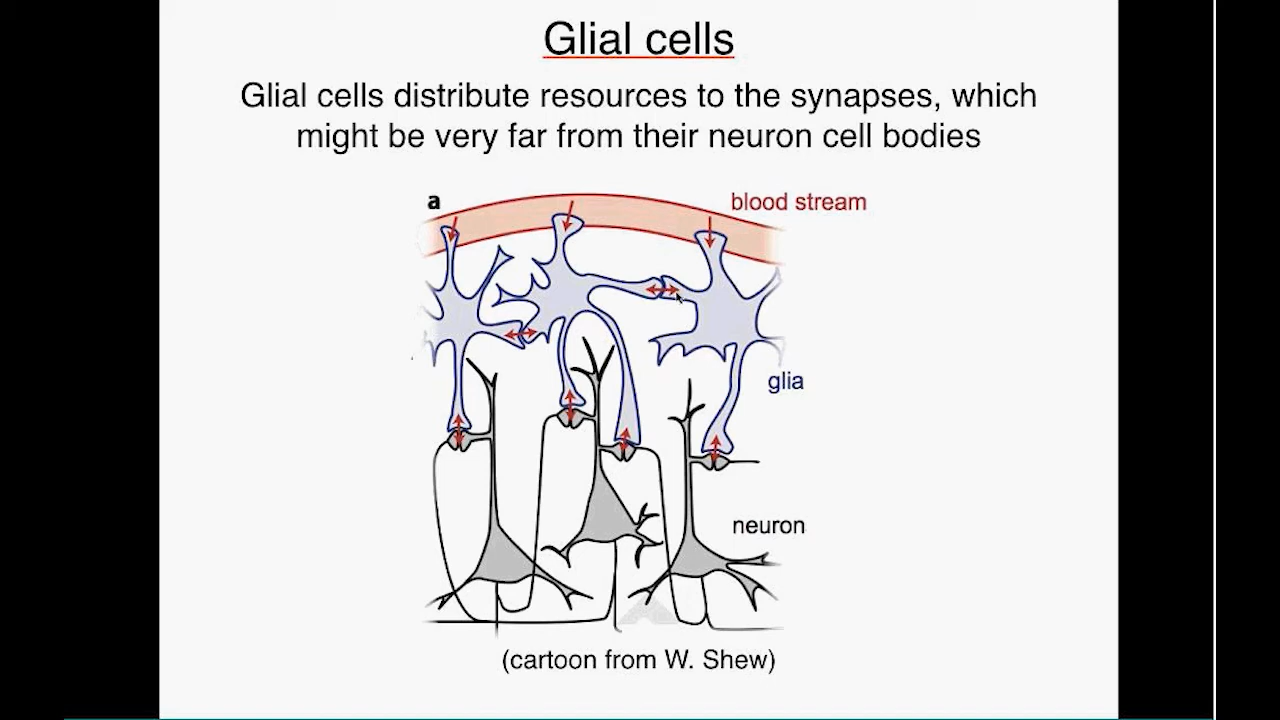 Glial cells
Glial cells distribute resources to the synapses, which
might be very far from their neuron cell bodies
a
blood stream
glia
neuron
(cartoon from W. Shew)